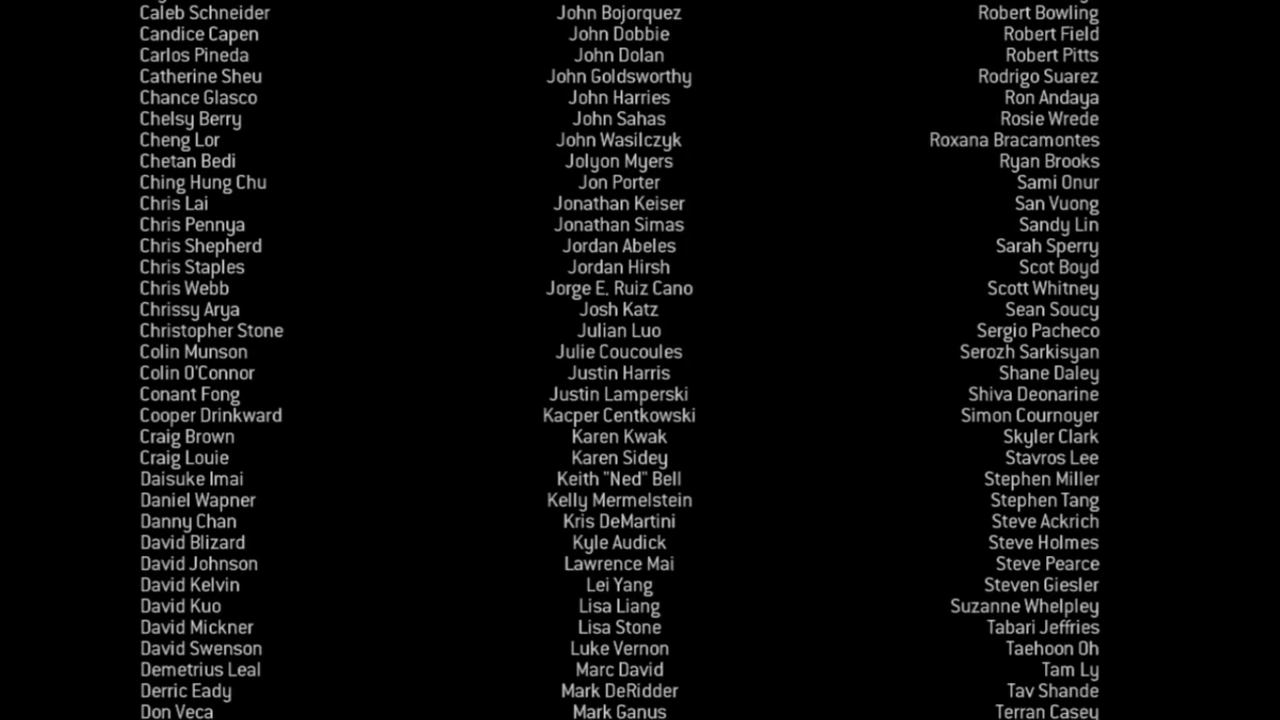 Caleb Schneider
Candice Capen
Carlos Pineda
Catherine Sheu
Chance Glasco
Chelsy Berry
Cheng Lor
Chetan Bedi
Ching Hung Chu
Chris Lai
Chris Pennya
Chris Shepherd
Chris Staples
Chris Webb
Chrissy Arya
Christopher Stone
Colin Munson
Colin O'Connor
Conant Fong
Cooper Drinkward
Craig Brown
Craig Louie
Daisuke Imai
Daniel Wapner
Danny Chan
David Blizard
David Johnson
David Kelvin
David Kuo
David Mickner
David Swenson
Demetrius Leal
Derric Eady
Don Veca
John Bojorquez
John Dobbie
John Dolan
John Goldsworthy
John Harries
John Sahas
John Wasilczyk
Jolyon Myers
Jon Porter
Jonathan Keiser
Jonathan Simas
Jordan Abeles
Jordan Hirsh
Jorge E. Ruiz Cano
Josh Katz
Julian Luo
Julie Coucoules
Justin Harris
Justin Lamperski
Kacper Centkowski
Karen Kwak
Karen Sidey
Keith "Ned" Bell
Kelly Mermelstein
Kris DeMartini
Kyle Audick
Lawrence Mai
Lei Yang
Lisa Liang
Lisa Stone
Luke Vernon
Marc David
Mark DeRidder
Mark Ganus
Robert Bowling
Robert Field
Robert Pitts
Rodrigo Suarez
Ron Andaya
Rosie Wrede
Roxana Bracamontes
Ryan Brooks
Sami Onur
San Vuong
Sandy Lin
Sarah Sperry
Scot Boyd
Scott Whitney
Sean Soucy
Sergio Pacheco
Serozh Sarkisyan
Shane Daley
Shiva Deonarine
Simon Cournoyer
Skyler Clark
Stavros Lee
Stephen Miller
Stephen Tang
Steve Ackrich
Steve Holmes
Steve Pearce
Steven Giesler
Suzanne Whelpley
Tabari Jeffries
Taehoon Oh
Tam Ly
Tav Shande
Terran Casey